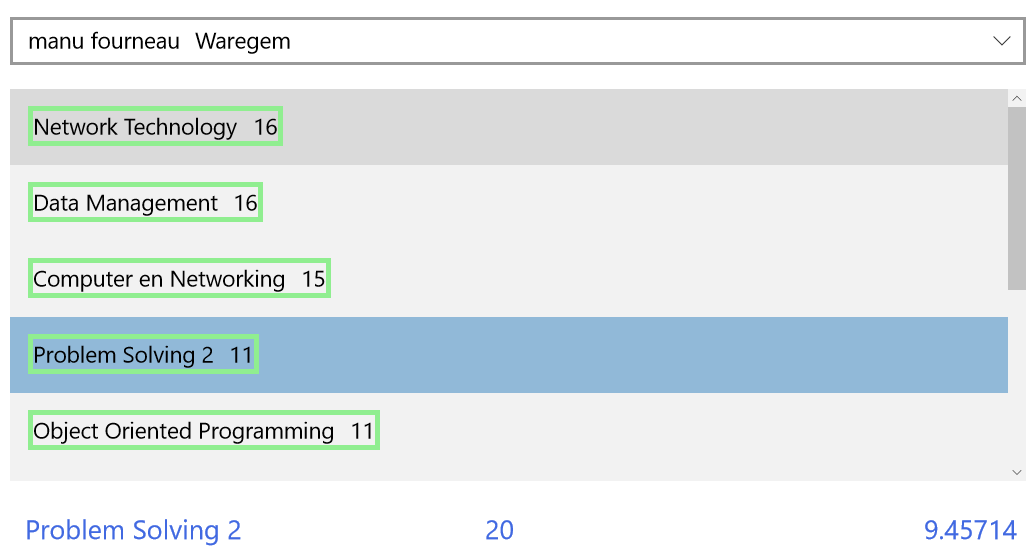 manu fourneau Waregem
Network Technology 16
Data Management 16
Computer en Networking 15
Problem Solving 2 11
Object Oriented Programming 11
Problem Solving 2 20 9.45714